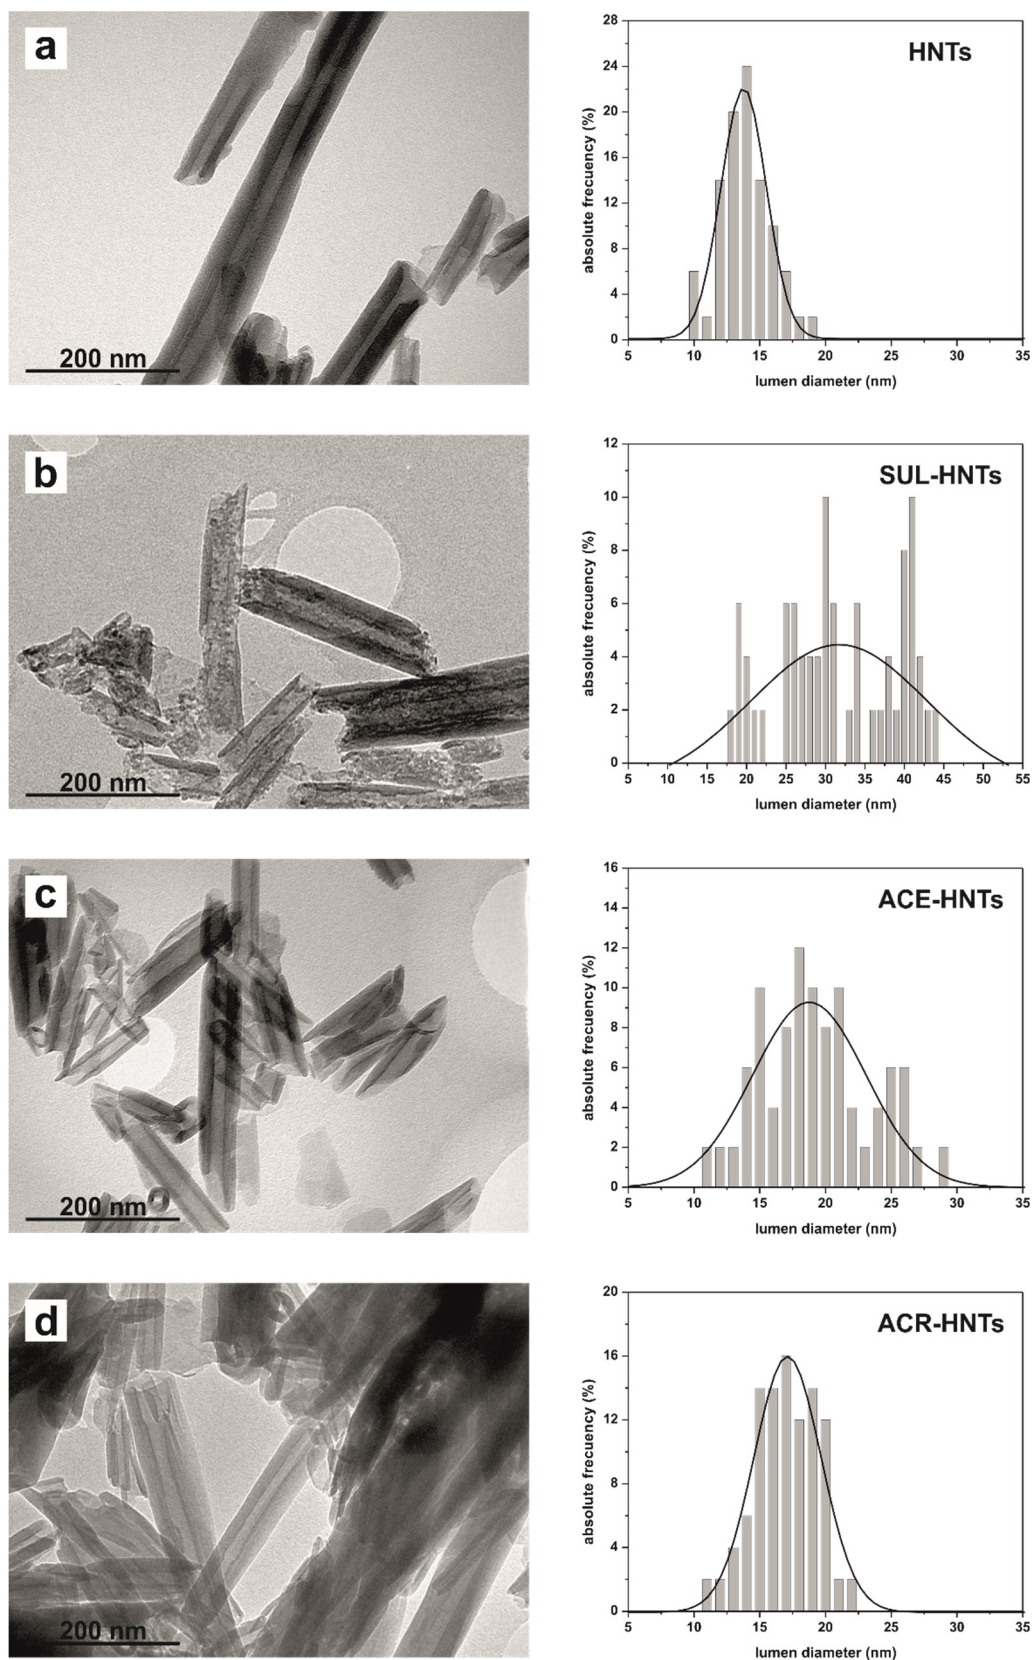 a
200 nm
HNTs
absolute frecuency (%)
28
24
20
16
12
8
4
0
5 10 15 20 25 30 35
lumen diameter (nm)
b
200 nm
SUL-HNTs
absolute frecuency (%)
12
10
8
6
4
2
0
5 10 15 20 25 30 35 40 45 50 55
lumen diameter (nm)
c
200 nm
ACE-HNTs
absolute frecuency (%)
16
14
12
10
8
6
4
2
0
5 10 15 20 25 30 35
lumen diameter (nm)
d
200 nm
ACR-HNTs
absolute frecuency (%)
20
16
12
8
4
0
5 10 15 20 25 30 35
lumen diameter (nm)